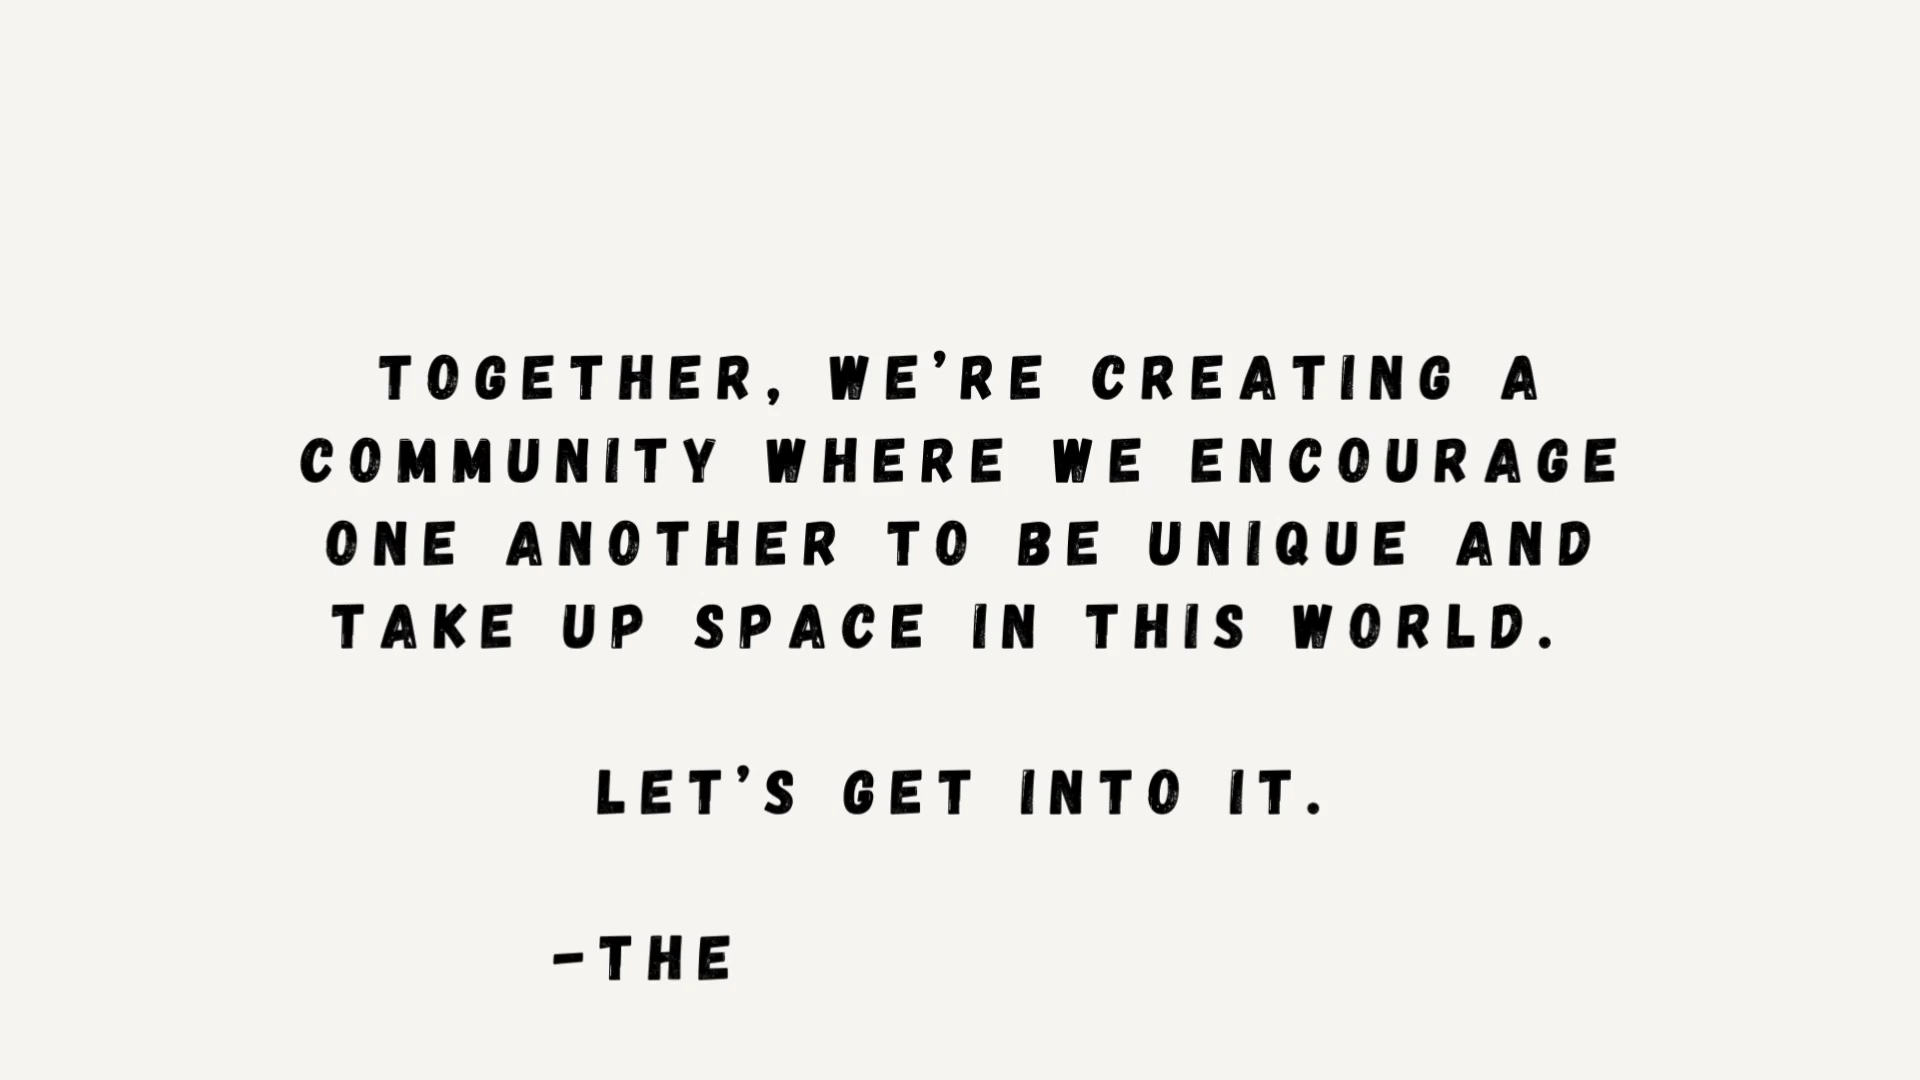 TOGETHER, WE’RE CREATING A
COMMUNITY WHERE WE ENCOURAGE
ONE ANOTHER TO BE UNIQUE AND
TAKE UP SPACE IN THIS WORLD.
LET’S GET INTO IT.
-THE